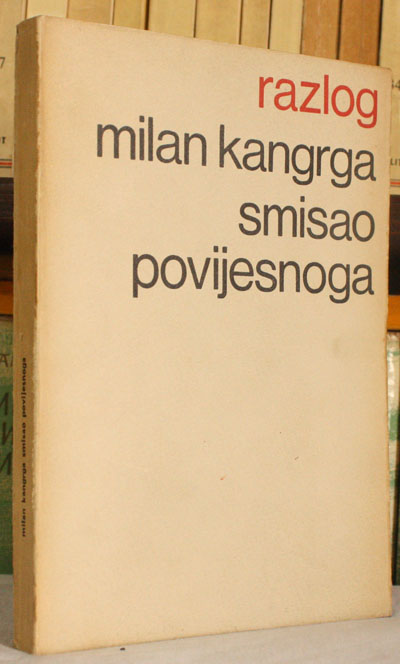 razlog
milan kangrga
smisao
povijesnoga
milan kangrga smisao povijesnoga